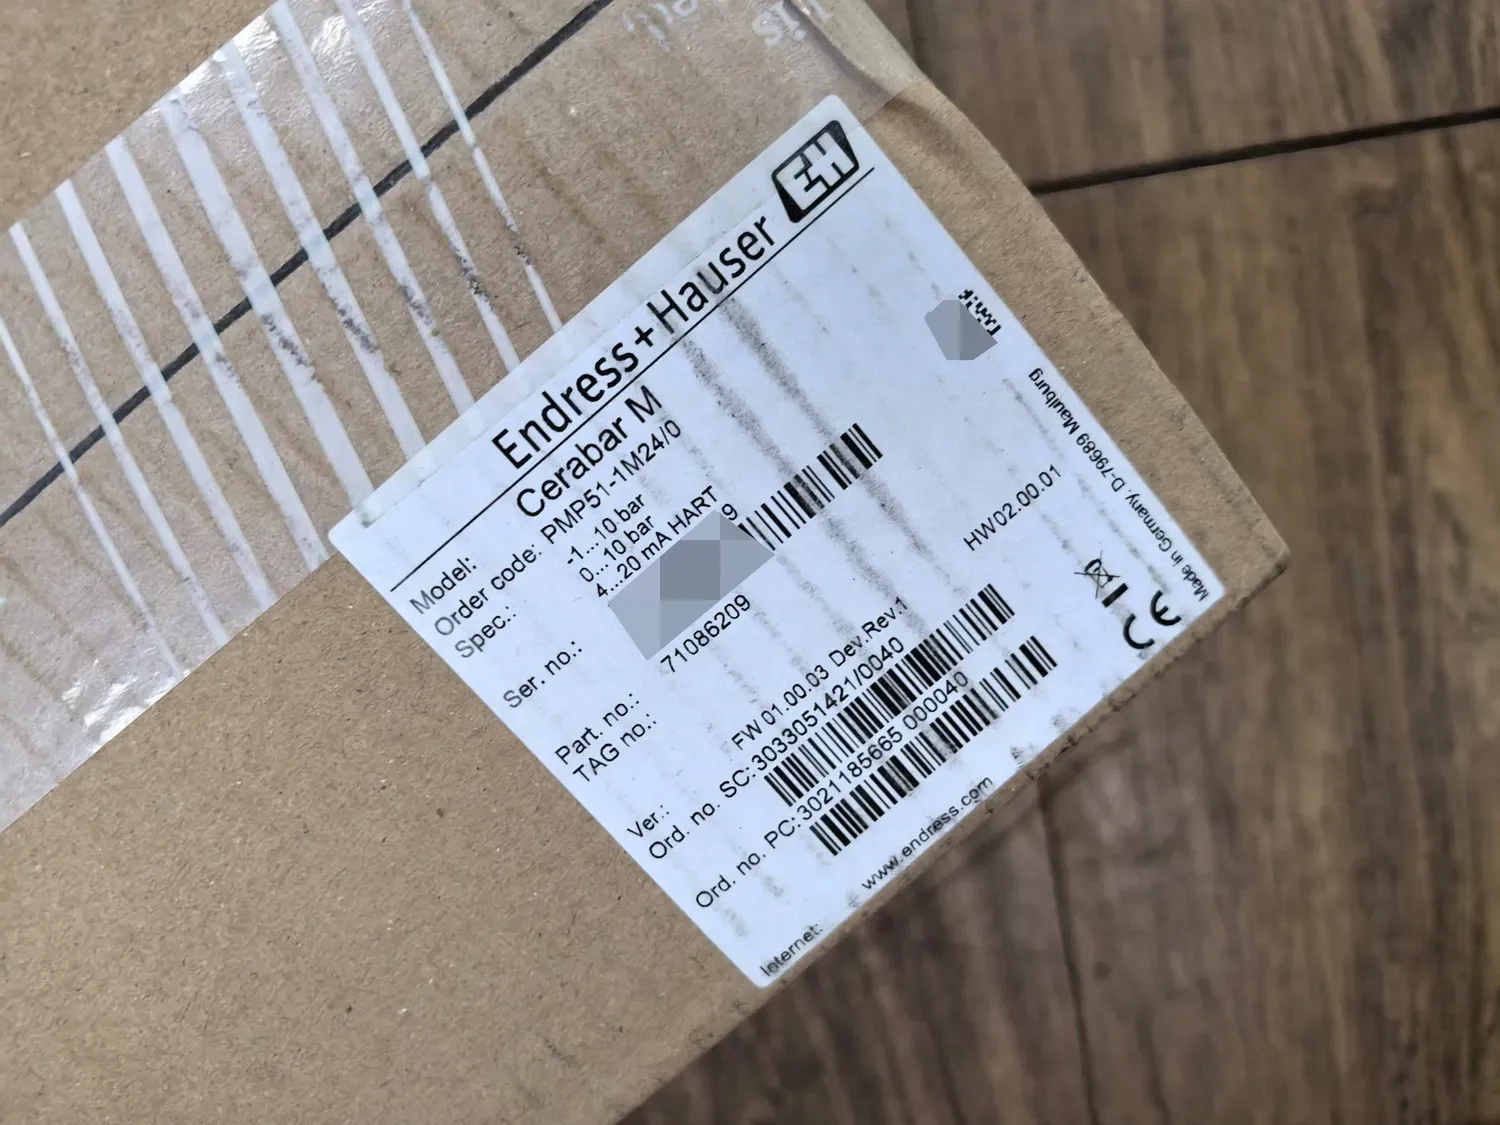 Endress+Hauser EH
Model: Cerabar M
Order code: PMP51-1M24/0
Spec.: -1...10 bar
0...10 bar
4...20 mA HART
Ser. no.: 9
Part. no.: 71086209
TAG no.:
Ver.: FW 01.00.03 Dev.Rev.1 HW02.00.01
Ord. no. SC: 3033051421/0040
Ord. no. PC: 3021185665 000040
Internet: www.endress.com
Made in Germany, D-79689 Maulburg
CE
is